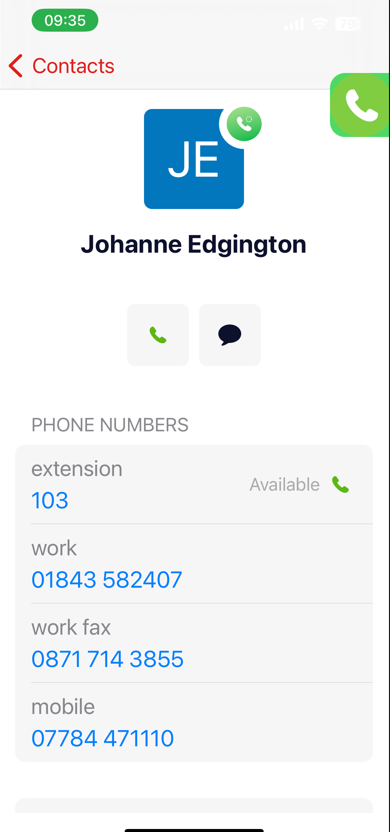 09:35
Contacts
JE
Johanne Edgington
PHONE NUMBERS
extension
103
Available
work
01843 582407
work fax
0871 714 3855
mobile
07784 471110